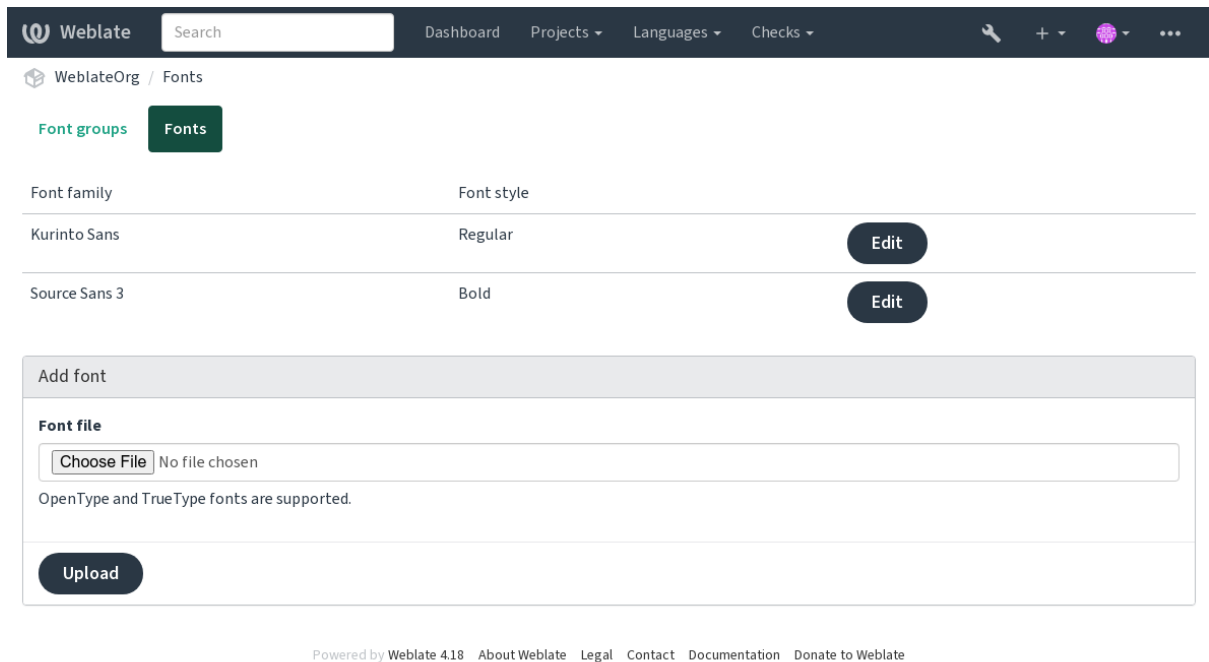 Weblate Search Dashboard Projects Languages Checks
WeblateOrg / Fonts
Font groups Fonts
Font family Font style
Kurinto Sans Regular Edit
Source Sans 3 Bold Edit
Add font
Font file
Choose File No file chosen
OpenType and TrueType fonts are supported.
Upload
Powered by Weblate 4.18 About Weblate Legal Contact Documentation Donate to Weblate